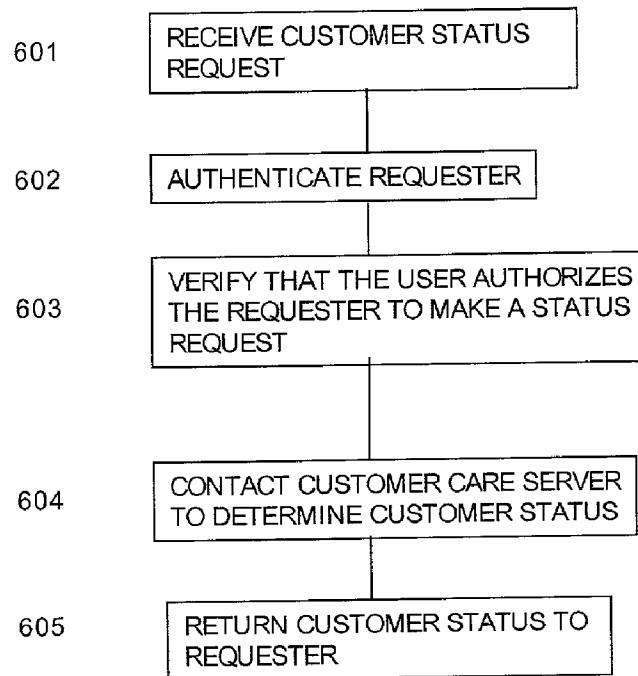 601
RECEIVE CUSTOMER STATUS
REQUEST
602
AUTHENTICATE REQUESTER
603
VERIFY THAT THE USER AUTHORIZES
THE REQUESTER TO MAKE A STATUS
REQUEST
604
CONTACT CUSTOMER CARE SERVER
TO DETERMINE CUSTOMER STATUS
605
RETURN CUSTOMER STATUS TO
REQUESTER